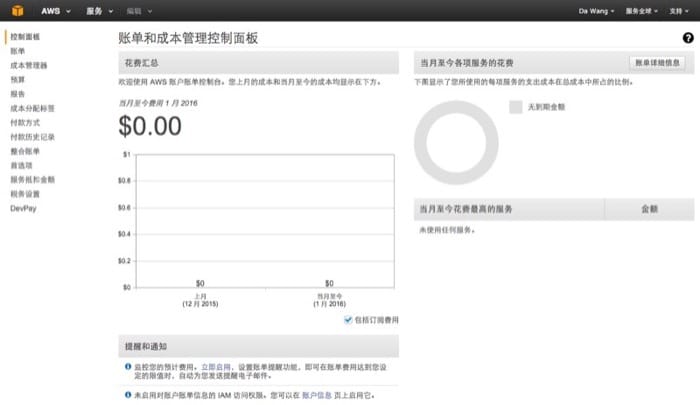 AWS 服务 编辑 Da Wang 服务全球 支持
控制面板
账单
成本管理器
预算
报告
成本分配标签
付款方式
付款历史记录
整合账单
首选项
服务抵扣金额
税务设置
DevPay
账单和成本管理控制面板
花费汇总
欢迎使用 AWS 账户账单控制台。您上月的成本和当月至今的成本均显示在下方。
当月至今费用 1 月 2016
$0.00
$1
$0.8
$0.6
$0.4
$0.2
$0
$0 $0
上月 当月至今
(12 月 2015) (1 月 2016)
包括订阅费用
提醒和通知
监控您的预计费用。立即启用，设置账单提醒功能，即可在账单费用达到您设
定的限值时，自动为您发送提醒电子邮件。
未启用对账户账单信息的 IAM 访问权限。您可以在 账户信息 页上启用它。
当月至今各项服务的花费 账单详细信息
下图显示了您所使用的每项服务的支出成本在总成本中所占的比例。
无到期金额
当月至今花费最高的服务 金额
未使用任何服务。